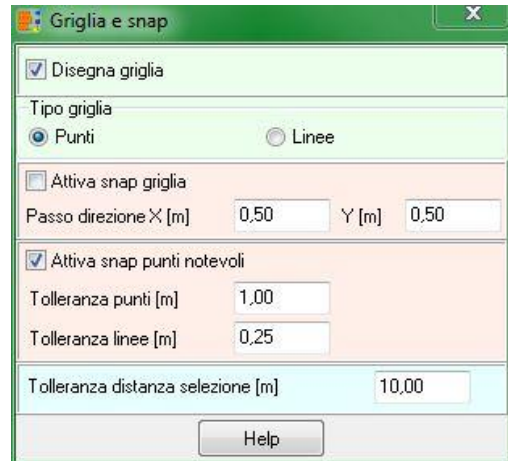 Griglia e snap
Disegna griglia
Tipo griglia
Punti Linee
Attiva snap griglia
Passo direzione X [m] 0,50 Y [m] 0,50
Attiva snap punti notevoli
Tolleranza punti [m] 1,00
Tolleranza linee [m] 0,25
Tolleranza distanza selezione [m] 10,00
Help